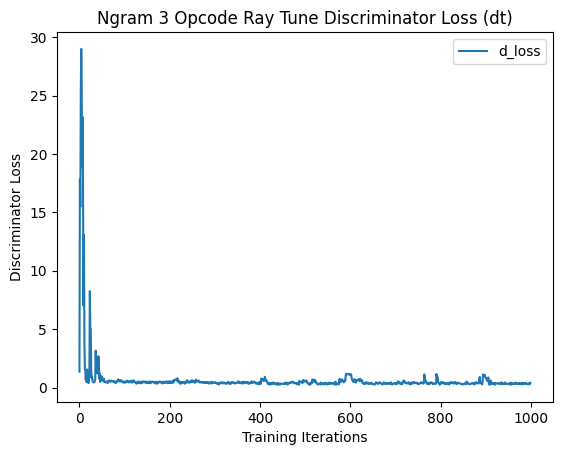 Ngram 3 Opcode Ray Tune Discriminator Loss (dt)
d_loss
30
25
20
15
10
5
0
Discriminator Loss
0 200 400 600 800 1000
Training Iterations